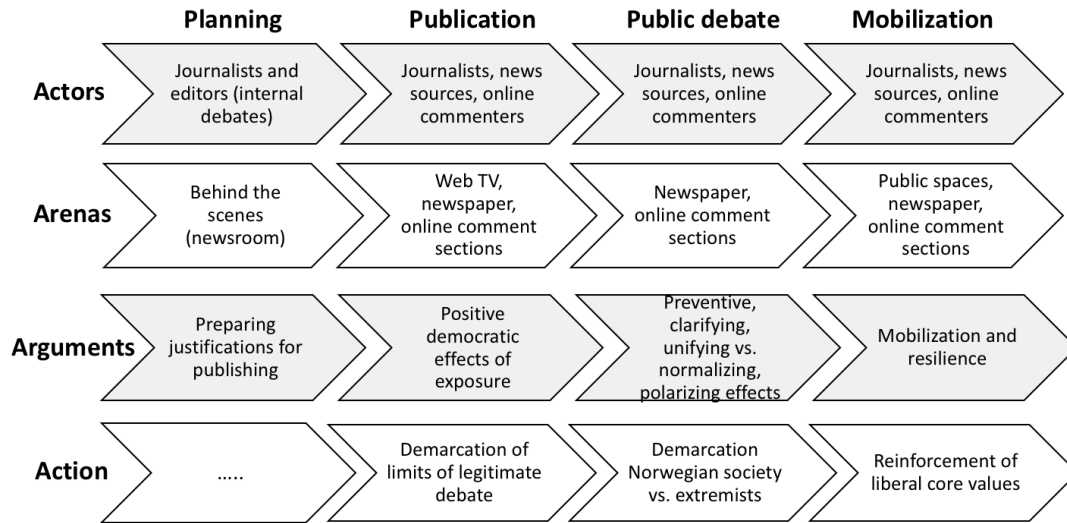 Planning Publication Public debate Mobilization
Actors
Journalists and
editors (internal
debates)
Journalists, news
sources, online
commenters
Journalists, news
sources, online
commenters
Journalists, news
sources, online
commenters
Arenas
Behind the
scenes
(newsroom)
Web TV,
newspaper,
online comment
sections
Newspaper,
online comment
sections
Public spaces,
newspaper,
online comment
sections
Arguments
Preparing
justifications for
publishing
Positive
democratic
effects of
exposure
Preventive,
clarifying,
unifying vs.
normalizing,
polarizing effects
Mobilization and
resilience
Action
.....
Demarcation of
limits of legitimate
debate
Demarcation
Norwegian society
vs. extremists
Reinforcement of
liberal core values